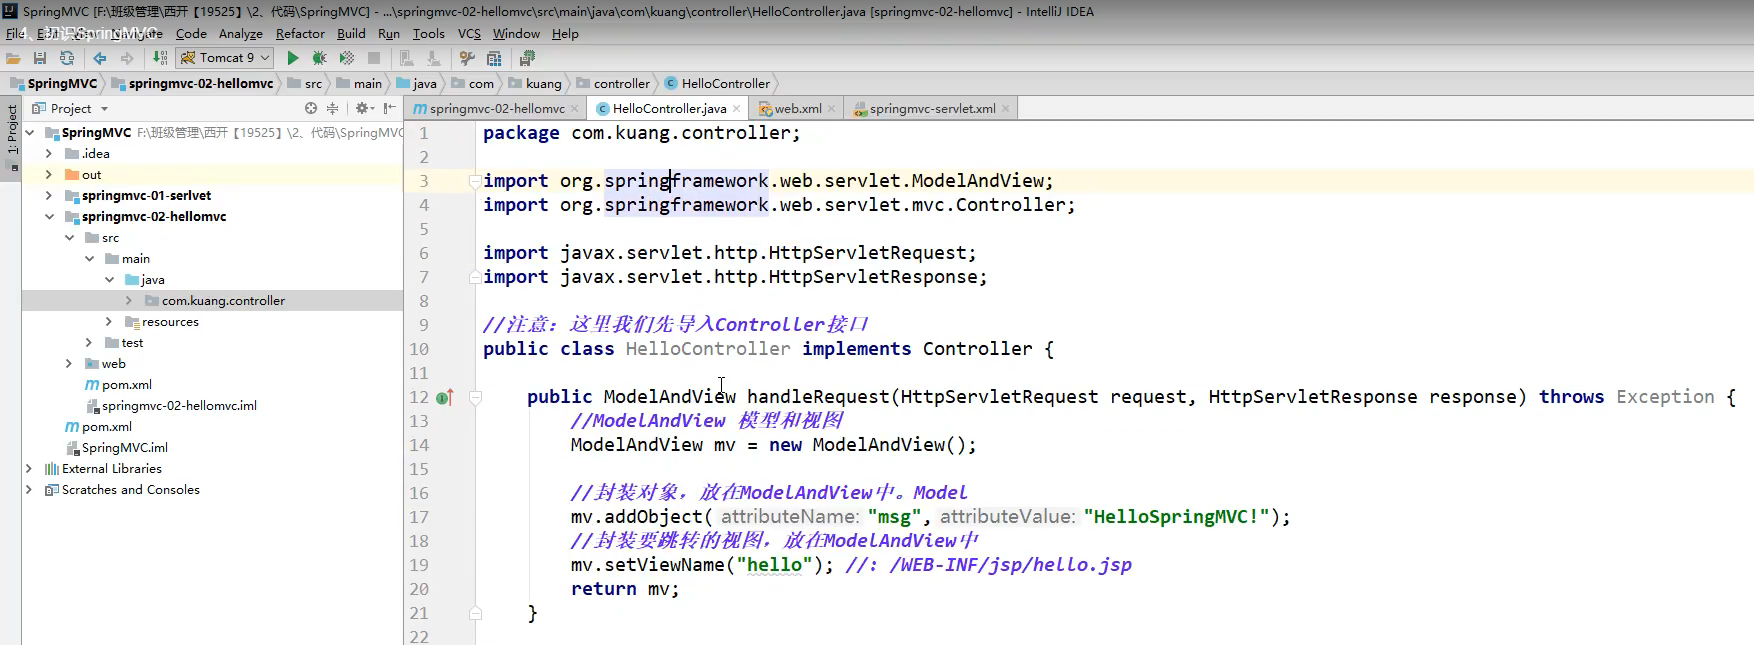 SpringMVC [F:\班级管理\西开【19525】\2、代码\SpringMVC] - ...\springmvc-02-hellomvc\src\main\java\com\kuang\controller\HelloController.java [springmvc-02-hellomvc] - IntelliJ IDEA
4、初识SpringMVC
File Edit View Navigate Code Analyze Refactor Build Run Tools VCS Window Help
Tomcat 9
SpringMVC springmvc-02-hellomvc src main java com kuang controller HelloController
1: Project
Project
springmvc-02-hellomvc HelloController.java web.xml springmvc-servlet.xml
SpringMVC F:\班级管理\西开【19525】\2、代码\SpringMVC
.idea
out
springmvc-01-serlvet
springmvc-02-hellomvc
src
main
java
com.kuang.controller
resources
test
web
pom.xml
springmvc-02-hellomvc.iml
pom.xml
SpringMVC.iml
External Libraries
Scratches and Consoles
1 package com.kuang.controller;
2
3 import org.springframework.web.servlet.ModelAndView;
4 import org.springframework.web.servlet.mvc.Controller;
5
6 import javax.servlet.http.HttpServletRequest;
7 import javax.servlet.http.HttpServletResponse;
8
9 //注意：这里我们先导入Controller接口
10 public class HelloController implements Controller {
11
12 public ModelAndView handleRequest(HttpServletRequest request, HttpServletResponse response) throws Exception {
13 //ModelAndView 模型和视图
14 ModelAndView mv = new ModelAndView();
15
16 //封装对象，放在ModelAndView中。Model
17 mv.addObject( attributeName: "msg", attributeValue: "HelloSpringMVC!");
18 //封装要跳转的视图，放在ModelAndView中
19 mv.setViewName("hello"); //: /WEB-INF/jsp/hello.jsp
20 return mv;
21 }
22